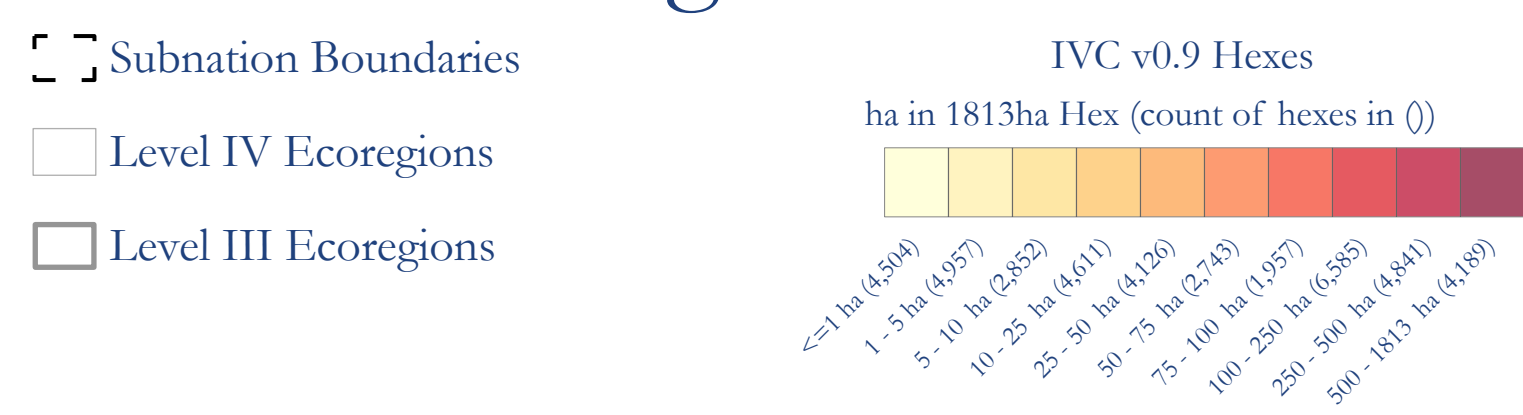 Subnation Boundaries
Level IV Ecoregions
Level III Ecoregions
IVC v0.9 Hexes
ha in 1813ha Hex (count of hexes in ())
<=1 ha (4,504)
1 - 5 ha (4,957)
5 - 10 ha (2,852)
10 - 25 ha (4,611)
25 - 50 ha (4,126)
50 - 75 ha (2,743)
75 - 100 ha (1,957)
100 - 250 ha (6,585)
250 - 500 ha (4,841)
500 - 1813 ha (4,189)